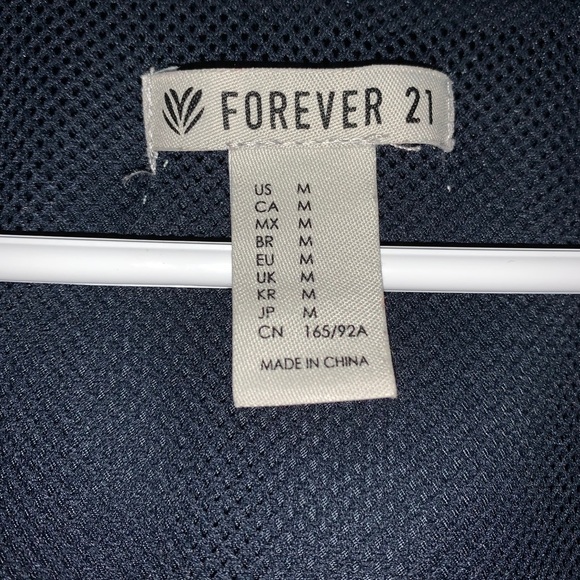 FOREVER 21
US M
CA M
MX M
BR M
EU M
UK M
KR M
JP M
CN 165/92A
MADE IN CHINA